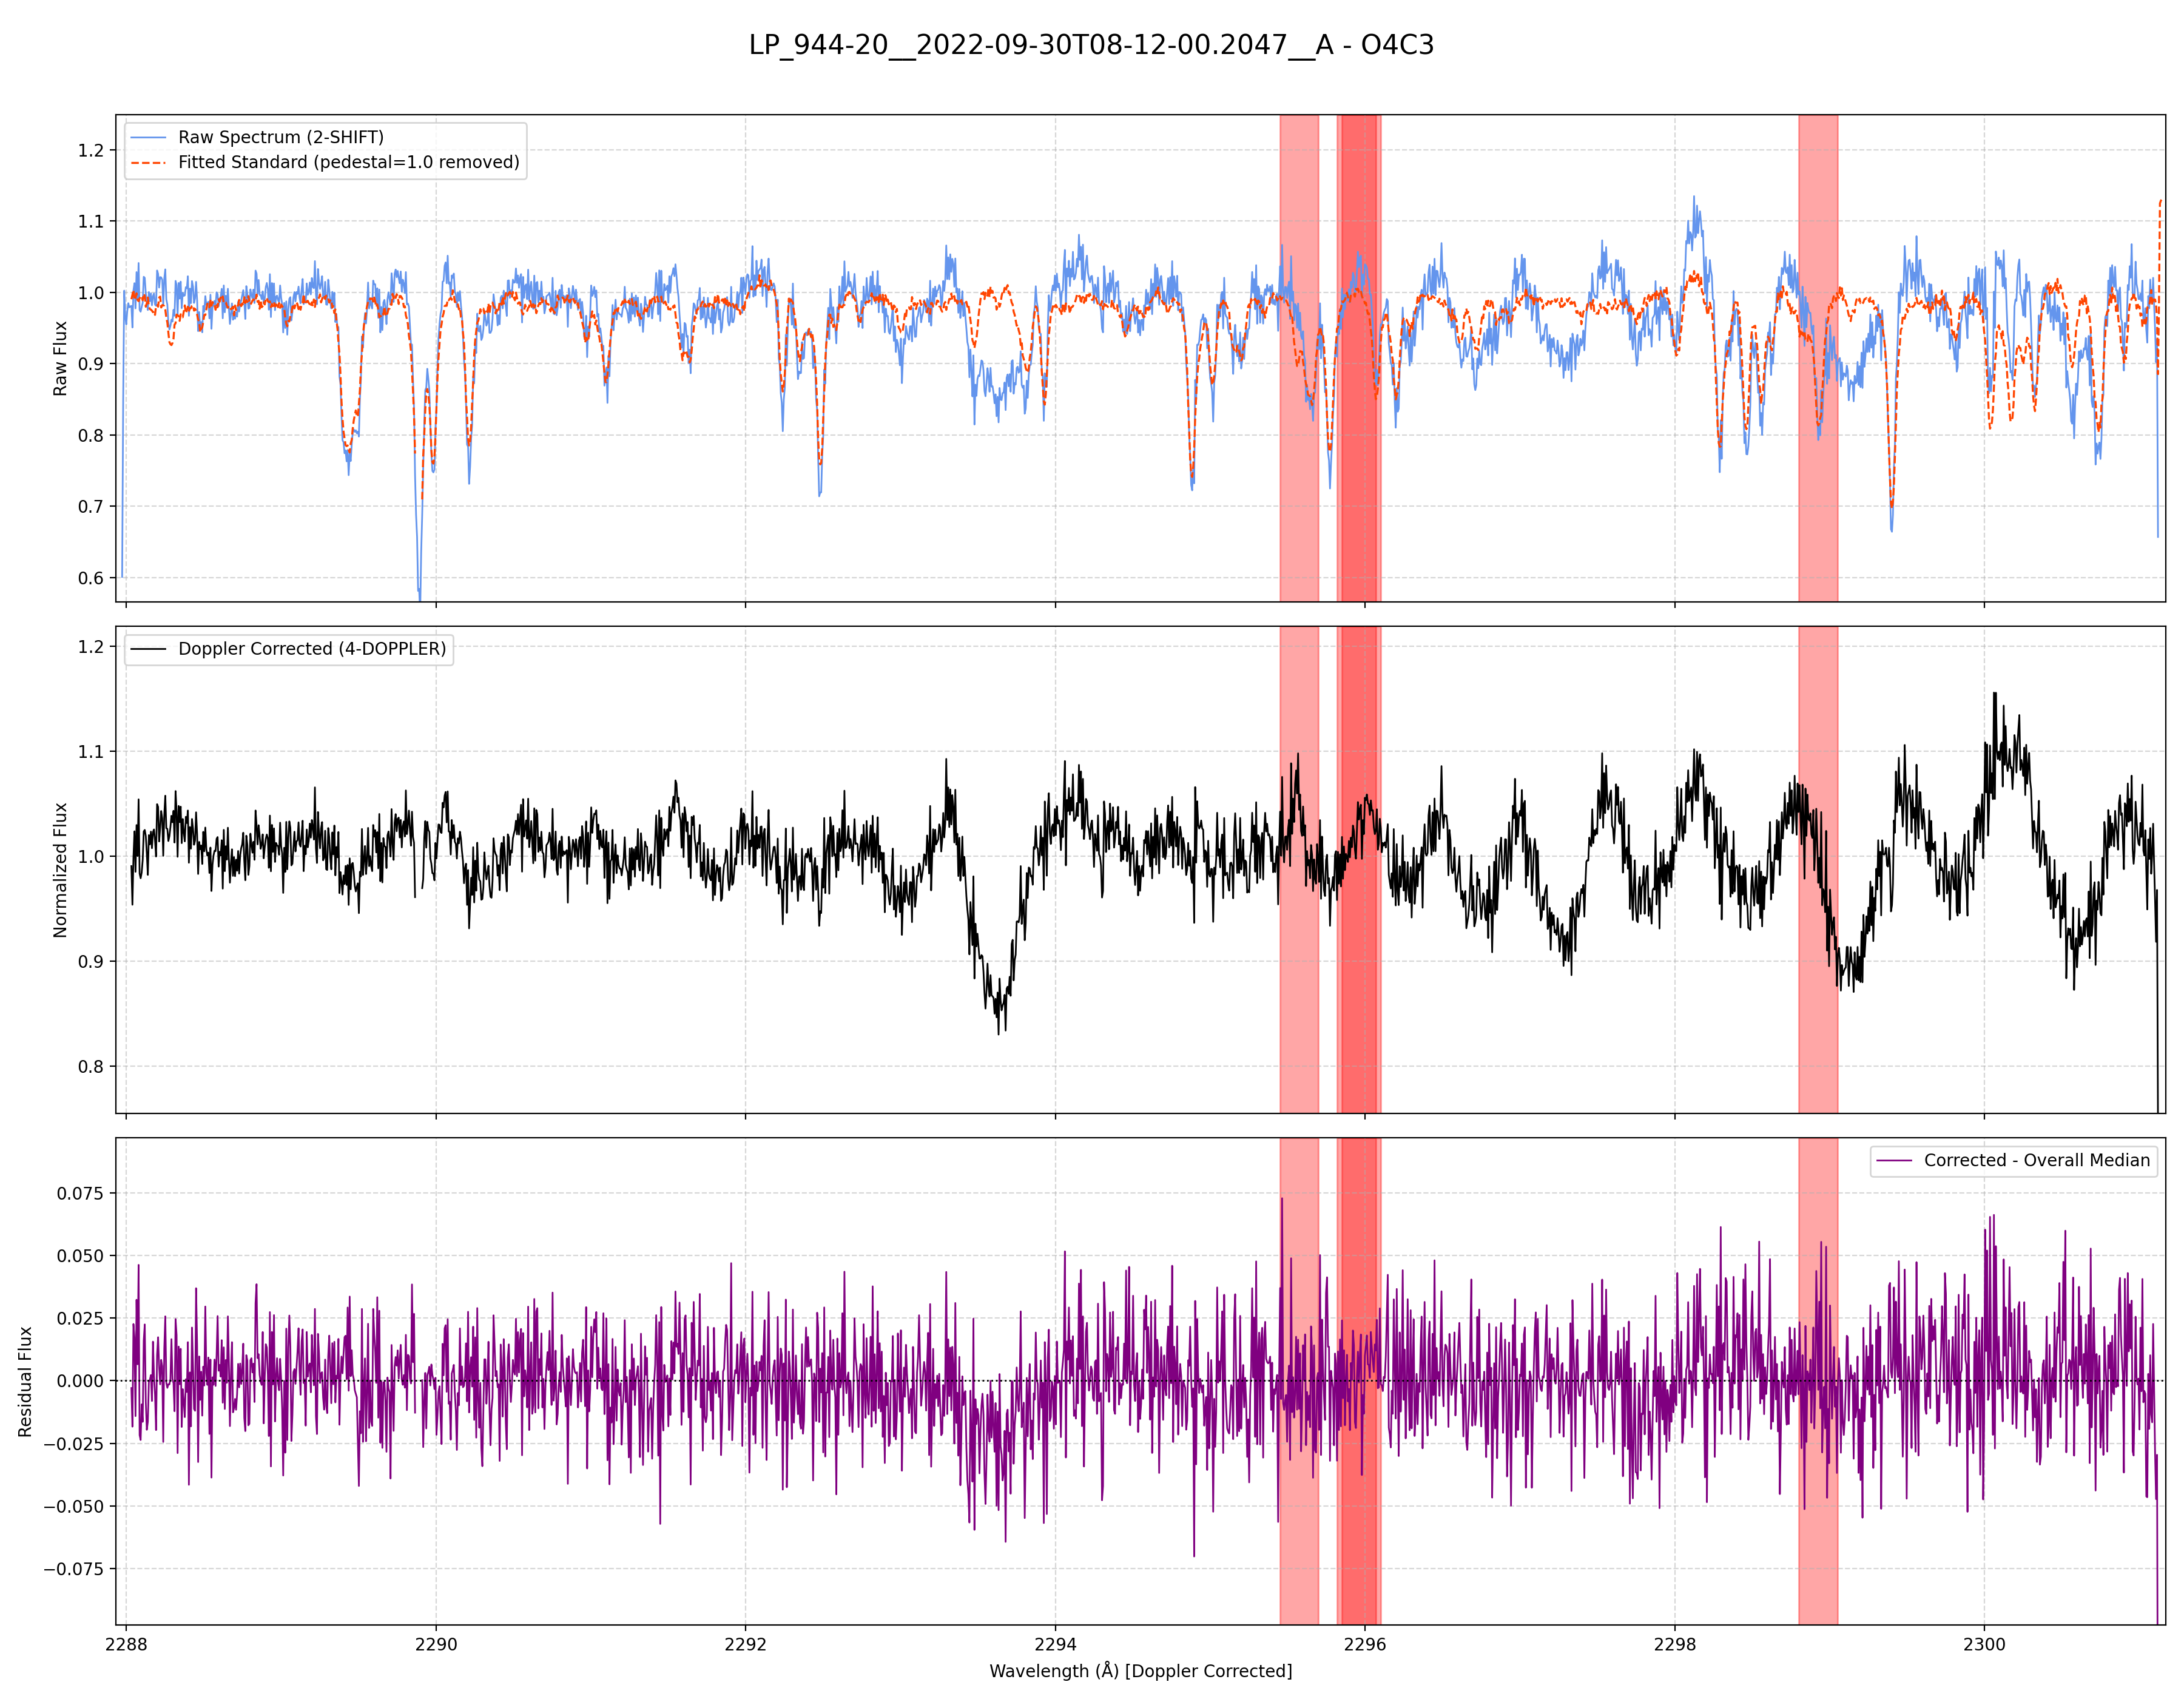 LP_944-20__2022-09-30T08-12-00.2047__A - O4C3
Raw Spectrum (2-SHIFT)
Fitted Standard (pedestal=1.0 removed)
Raw Flux
1.2
1.1
1.0
0.9
0.8
0.7
0.6
Doppler Corrected (4-DOPPLER)
Normalized Flux
1.2
1.1
1.0
0.9
0.8
Corrected - Overall Median
Residual Flux
0.075
0.050
0.025
0.000
−0.025
−0.050
−0.075
2288 2290 2292 2294 2296 2298 2300
Wavelength (Å) [Doppler Corrected]